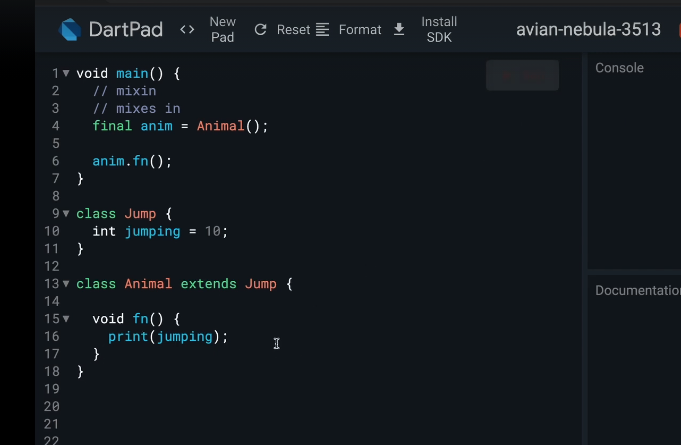 DartPad <> New Pad Reset Format Install SDK avian-nebula-3513
Console
1 void main() {
2 // mixin
3 // mixes in
4 final anim = Animal();
5
6 anim.fn();
7 }
8
9 class Jump {
10 int jumping = 10;
11 }
12
13 class Animal extends Jump {
14
15 void fn() {
16 print(jumping);
17 }
18 }
19
20
21
22
Documentation